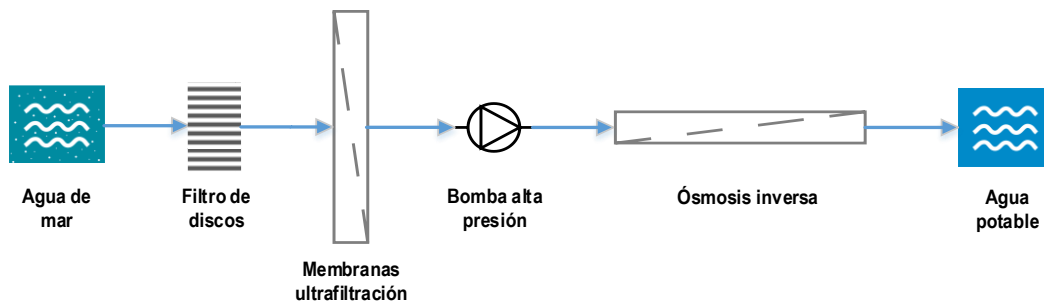 Agua de
mar
Filtro de
discos
Membranas
ultrafiltración
Bomba alta
presión
Ósmosis inversa
Agua
potable